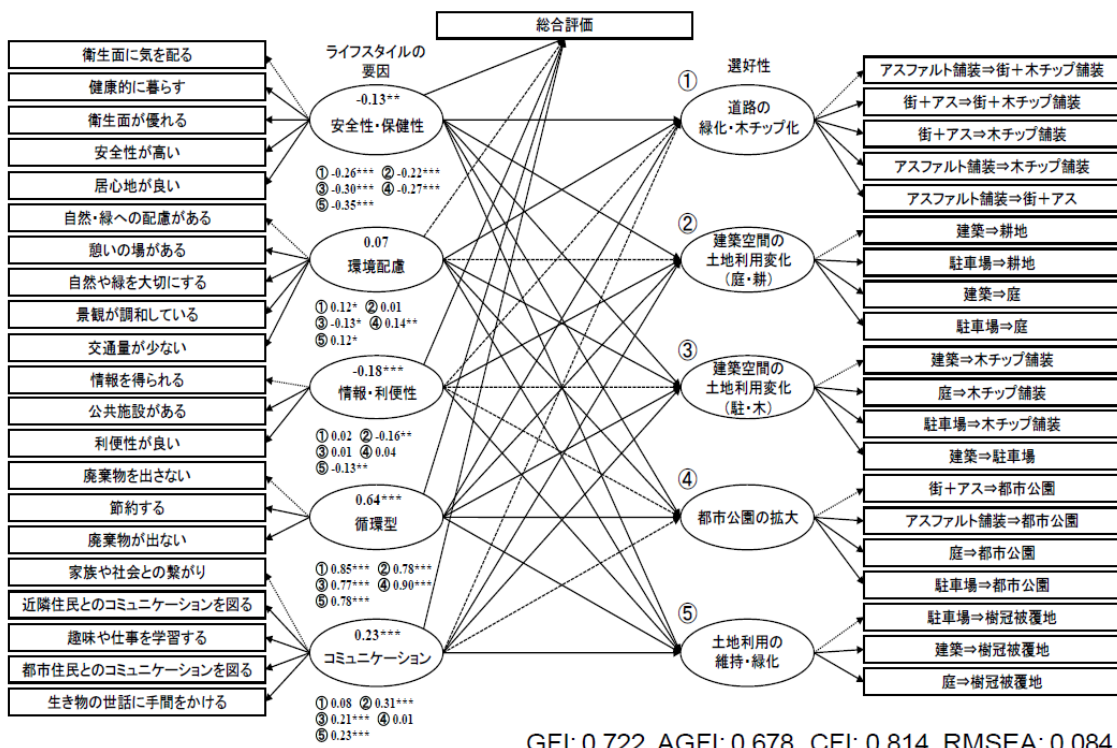 総合評価
ライフスタイルの
要因
選好性
衛生面に気を配る
健康的に暮らす
衛生面が優れる
安全性が高い
居心地が良い
自然・緑への配慮がある
憩いの場がある
自然や緑を大切にする
景観が調和している
交通量が少ない
情報を得られる
公共施設がある
利便性が良い
廃棄物を出さない
節約する
廃棄物が出ない
家族や社会との繋がり
近隣住民とのコミュニケーションを図る
趣味や仕事を学習する
都市住民とのコミュニケーションを図る
生き物の世話に手間をかける
-0.13**
安全性・保健性
① -0.26*** ② -0.22***
③ -0.30*** ④ -0.27***
⑤ -0.35***
0.07
環境配慮
① 0.12* ② 0.01
③ -0.13* ④ 0.14**
⑤ 0.12*
-0.18***
情報・利便性
① 0.02 ② -0.16**
③ 0.01 ④ 0.04
⑤ -0.13**
0.64***
循環型
① 0.85*** ② 0.78***
③ 0.77*** ④ 0.90***
⑤ 0.78***
0.23***
コミュニケーション
① 0.08 ② 0.31***
③ 0.21*** ④ 0.01
⑤ 0.23***
①
道路の
緑化・木チップ化
②
建築空間の
土地利用変化
(庭・耕)
③
建築空間の
土地利用変化
(駐・木)
④
都市公園の拡大
⑤
土地利用の
維持・緑化
アスファルト舗装⇒街+木チップ舗装
街+アス⇒街+木チップ舗装
街+アス⇒木チップ舗装
アスファルト舗装⇒木チップ舗装
アスファルト舗装⇒街+アス
建築⇒耕地
駐車場⇒耕地
建築⇒庭
駐車場⇒庭
建築⇒木チップ舗装
庭⇒木チップ舗装
駐車場⇒木チップ舗装
建築⇒駐車場
街+アス⇒都市公園
アスファルト舗装⇒都市公園
庭⇒都市公園
駐車場⇒都市公園
駐車場⇒樹冠被覆地
建築⇒樹冠被覆地
庭⇒樹冠被覆地
GFI: 0.722 AGFI: 0.678 CFI: 0.814 RMSEA: 0.084